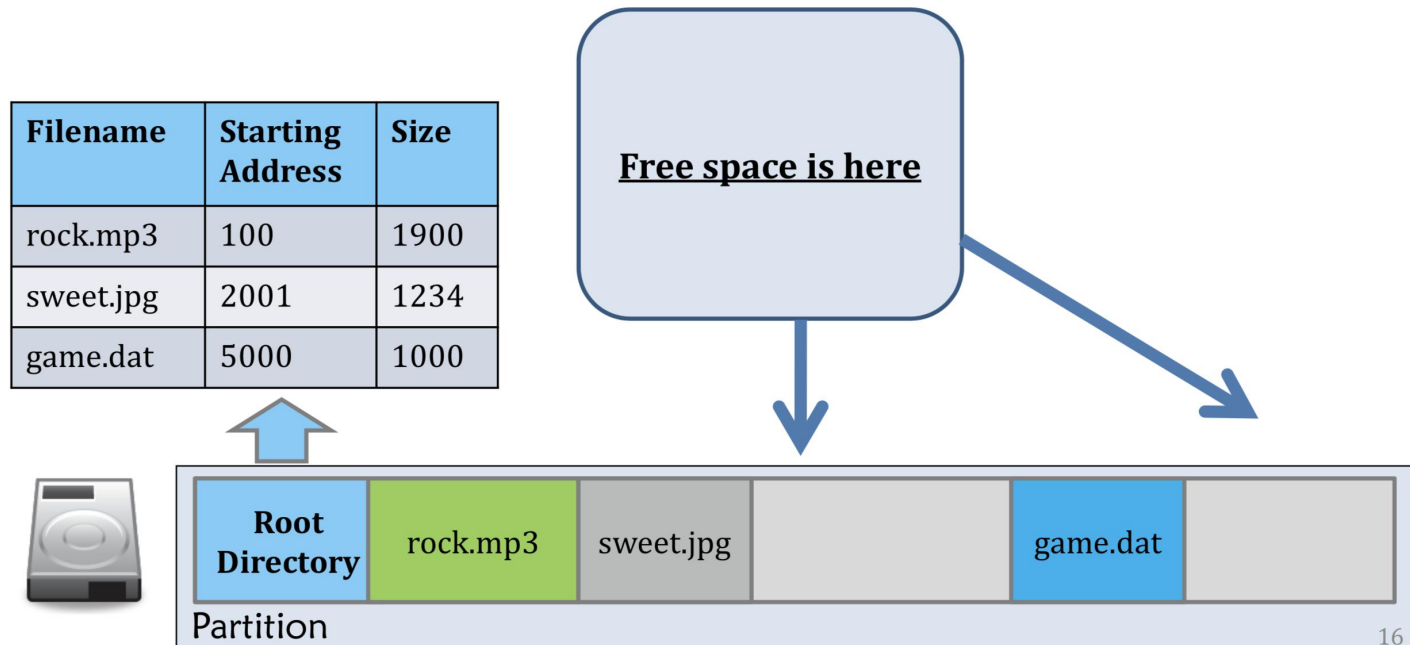 Filename Starting Address Size
rock.mp3 100 1900
sweet.jpg 2001 1234
game.dat 5000 1000
Free space is here
Root
Directory
rock.mp3
sweet.jpg
game.dat
Partition
16